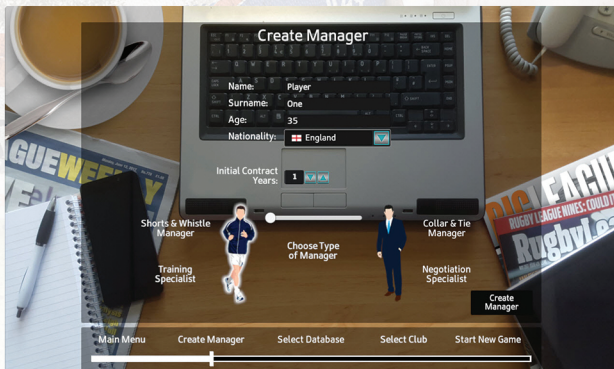 Create Manager
Name: Player
Surname: One
Age: 35
Nationality: England
Initial Contract
Years: 1
Shorts & Whistle
Manager
Collar & Tie
Manager
Choose Type
of Manager
Training
Specialist
Negotiation
Specialist
Create
Manager
Main Menu Create Manager Select Database Select Club Start New Game
GUEWEEKLY
RUGBY LEAGUE NINES: COULD IT
RugbyLea